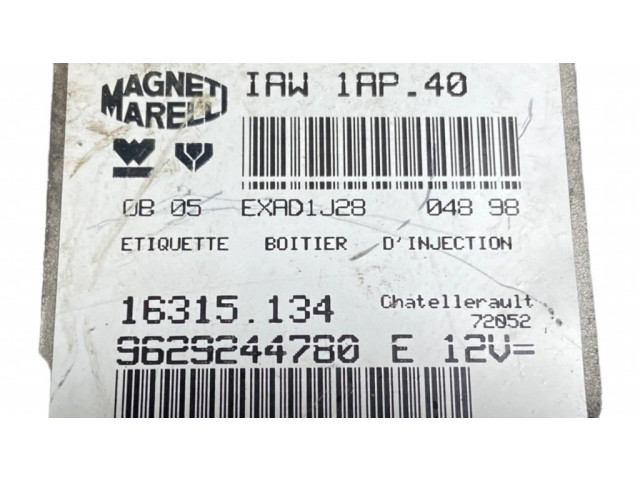 MAGNETI
MARELLI
IAW 1AP.40
0B 05 EXAD1J28 048 98
ETIQUETTE BOITIER D'INJECTION
16315.134
Chatellerault
72052
9629244780 E 12V=